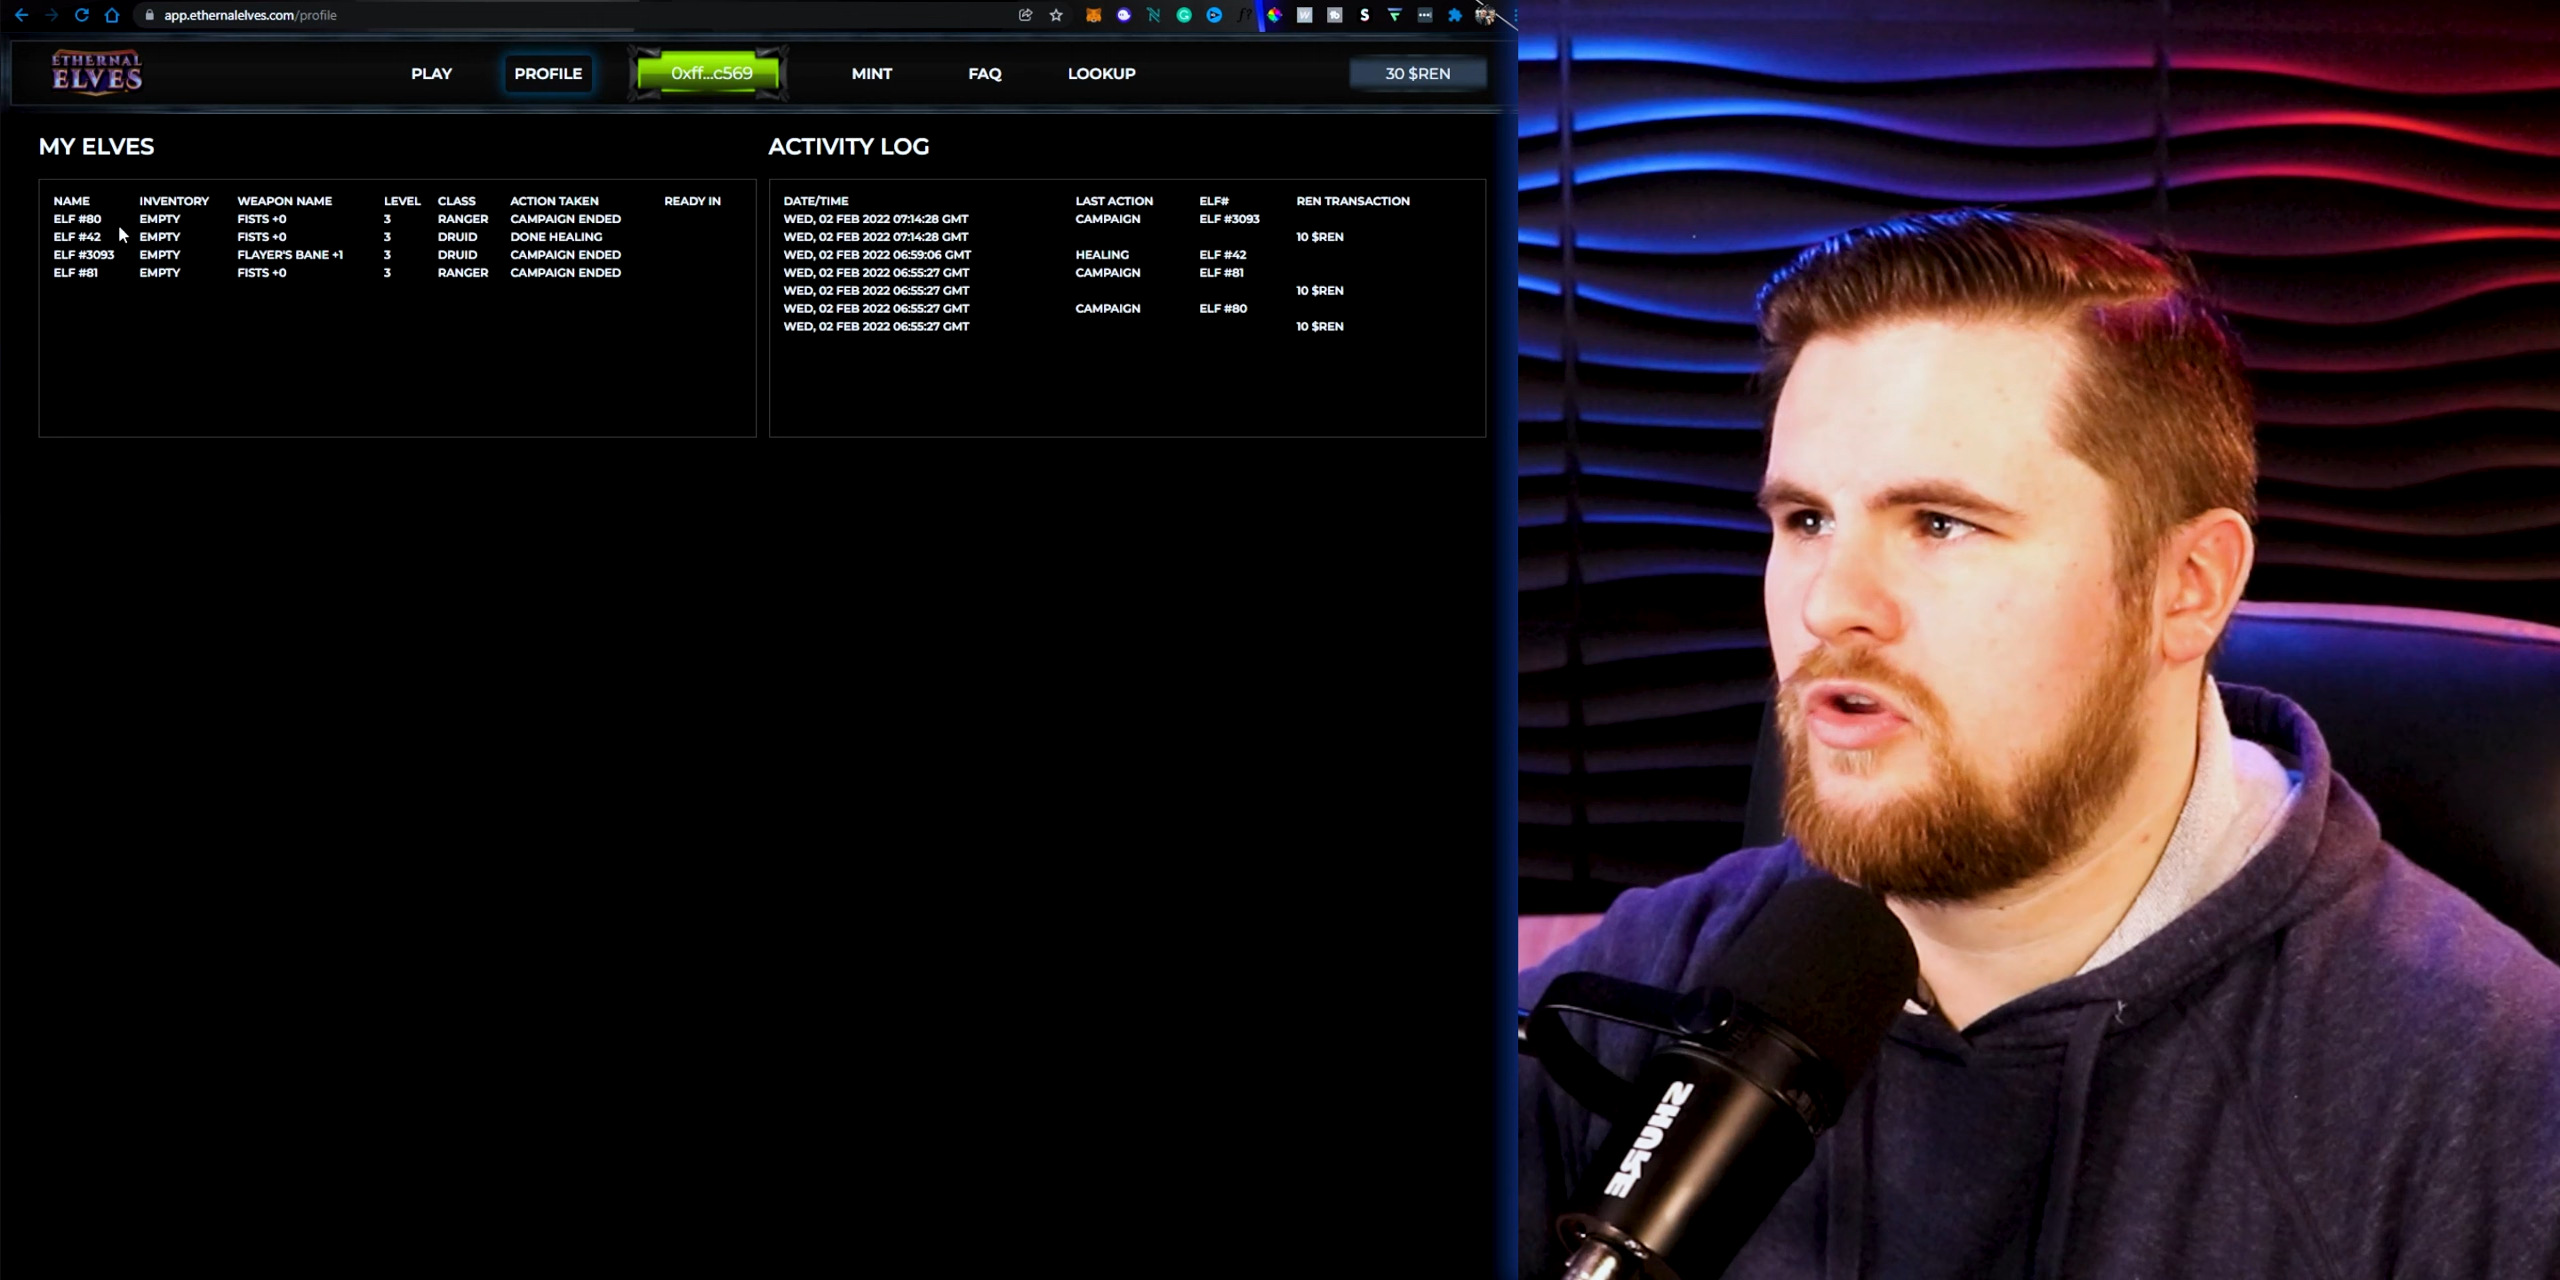 app.ethernalelves.com/profile
ETHERNAL
ELVES
PLAY
PROFILE
0xff...c569
MINT
FAQ
LOOKUP
30 $REN
MY ELVES
NAME INVENTORY WEAPON NAME LEVEL CLASS ACTION TAKEN READY IN
ELF #80 EMPTY FISTS +0 3 RANGER CAMPAIGN ENDED
ELF #42 EMPTY FISTS +0 3 DRUID DONE HEALING
ELF #3093 EMPTY FLAYER'S BANE +1 3 DRUID CAMPAIGN ENDED
ELF #81 EMPTY FISTS +0 3 RANGER CAMPAIGN ENDED
ACTIVITY LOG
DATE/TIME LAST ACTION ELF# REN TRANSACTION
WED, 02 FEB 2022 07:14:28 GMT CAMPAIGN ELF #3093
WED, 02 FEB 2022 07:14:28 GMT 10 $REN
WED, 02 FEB 2022 06:59:06 GMT HEALING ELF #42
WED, 02 FEB 2022 06:55:27 GMT CAMPAIGN ELF #81
WED, 02 FEB 2022 06:55:27 GMT 10 $REN
WED, 02 FEB 2022 06:55:27 GMT CAMPAIGN ELF #80
WED, 02 FEB 2022 06:55:27 GMT 10 $REN
SHURE